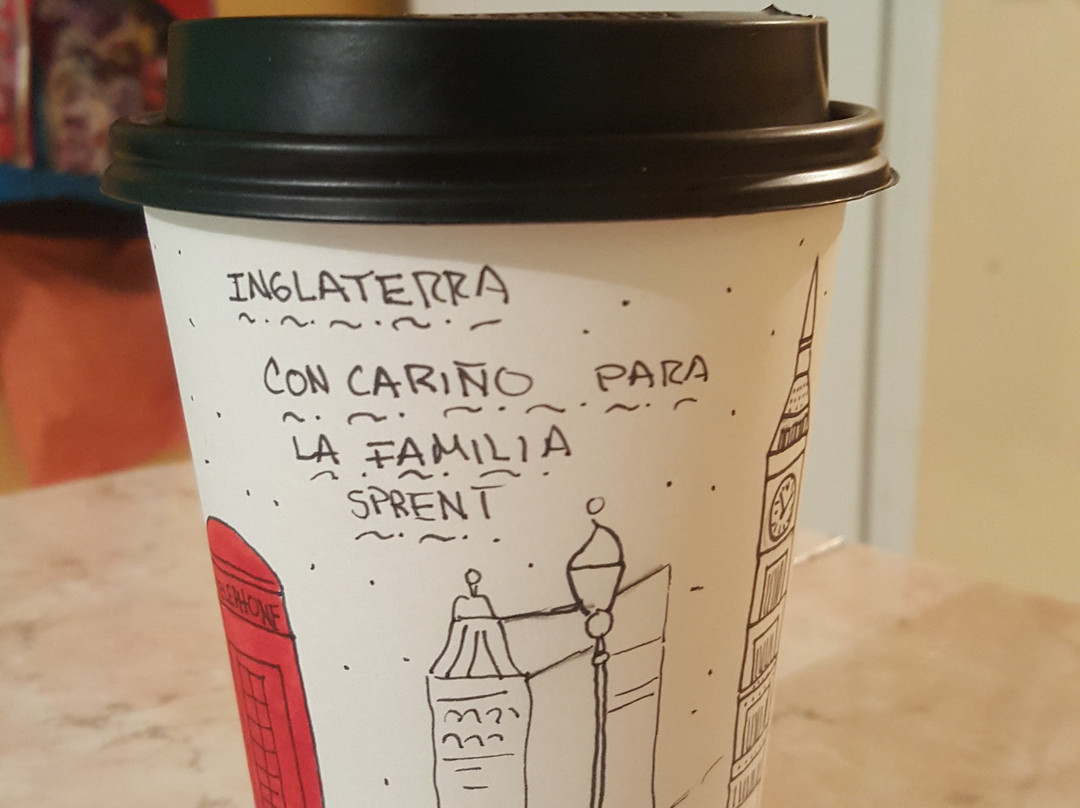 INGLATERRA
CON CARIÑO PARA
LA FAMILIA
SPRENT